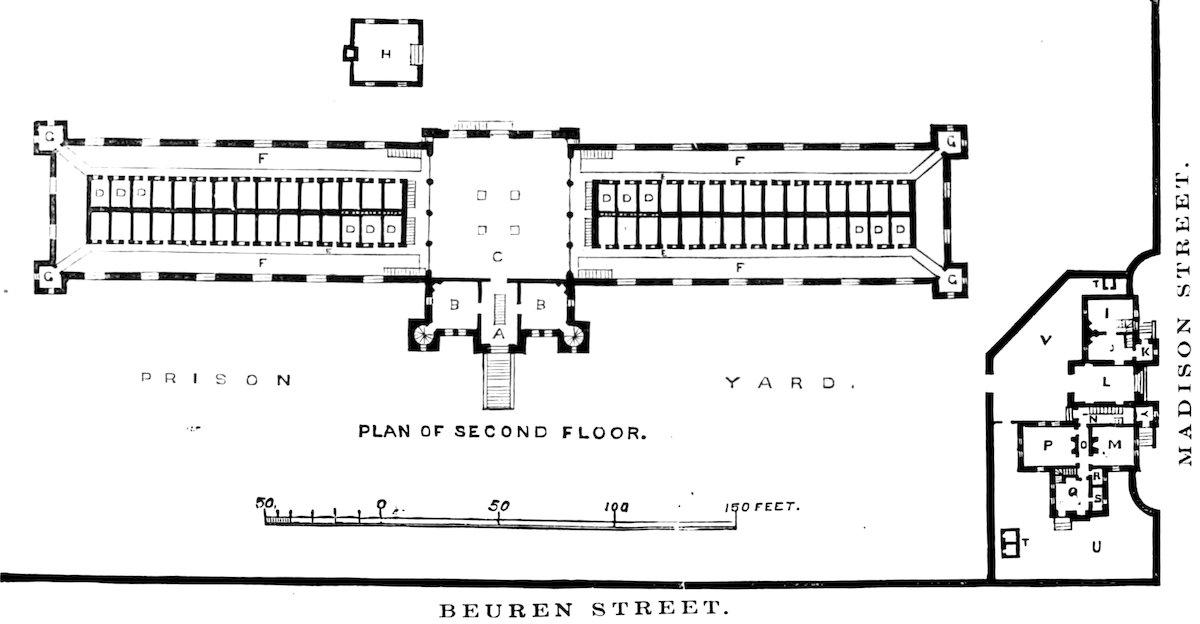 H
G
G
F
F
E
D D D
D D D
C
D D D
D D D
E
E
F
F
G
G
B
B
A
T
I
V
J
K
L
MADISON STREET.
PRISON YARD.
N
Y
PLAN OF SECOND FLOOR.
P
O
M
R
Q
S
50. 0 50 100 150 FEET.
T
U
BEUREN STREET.